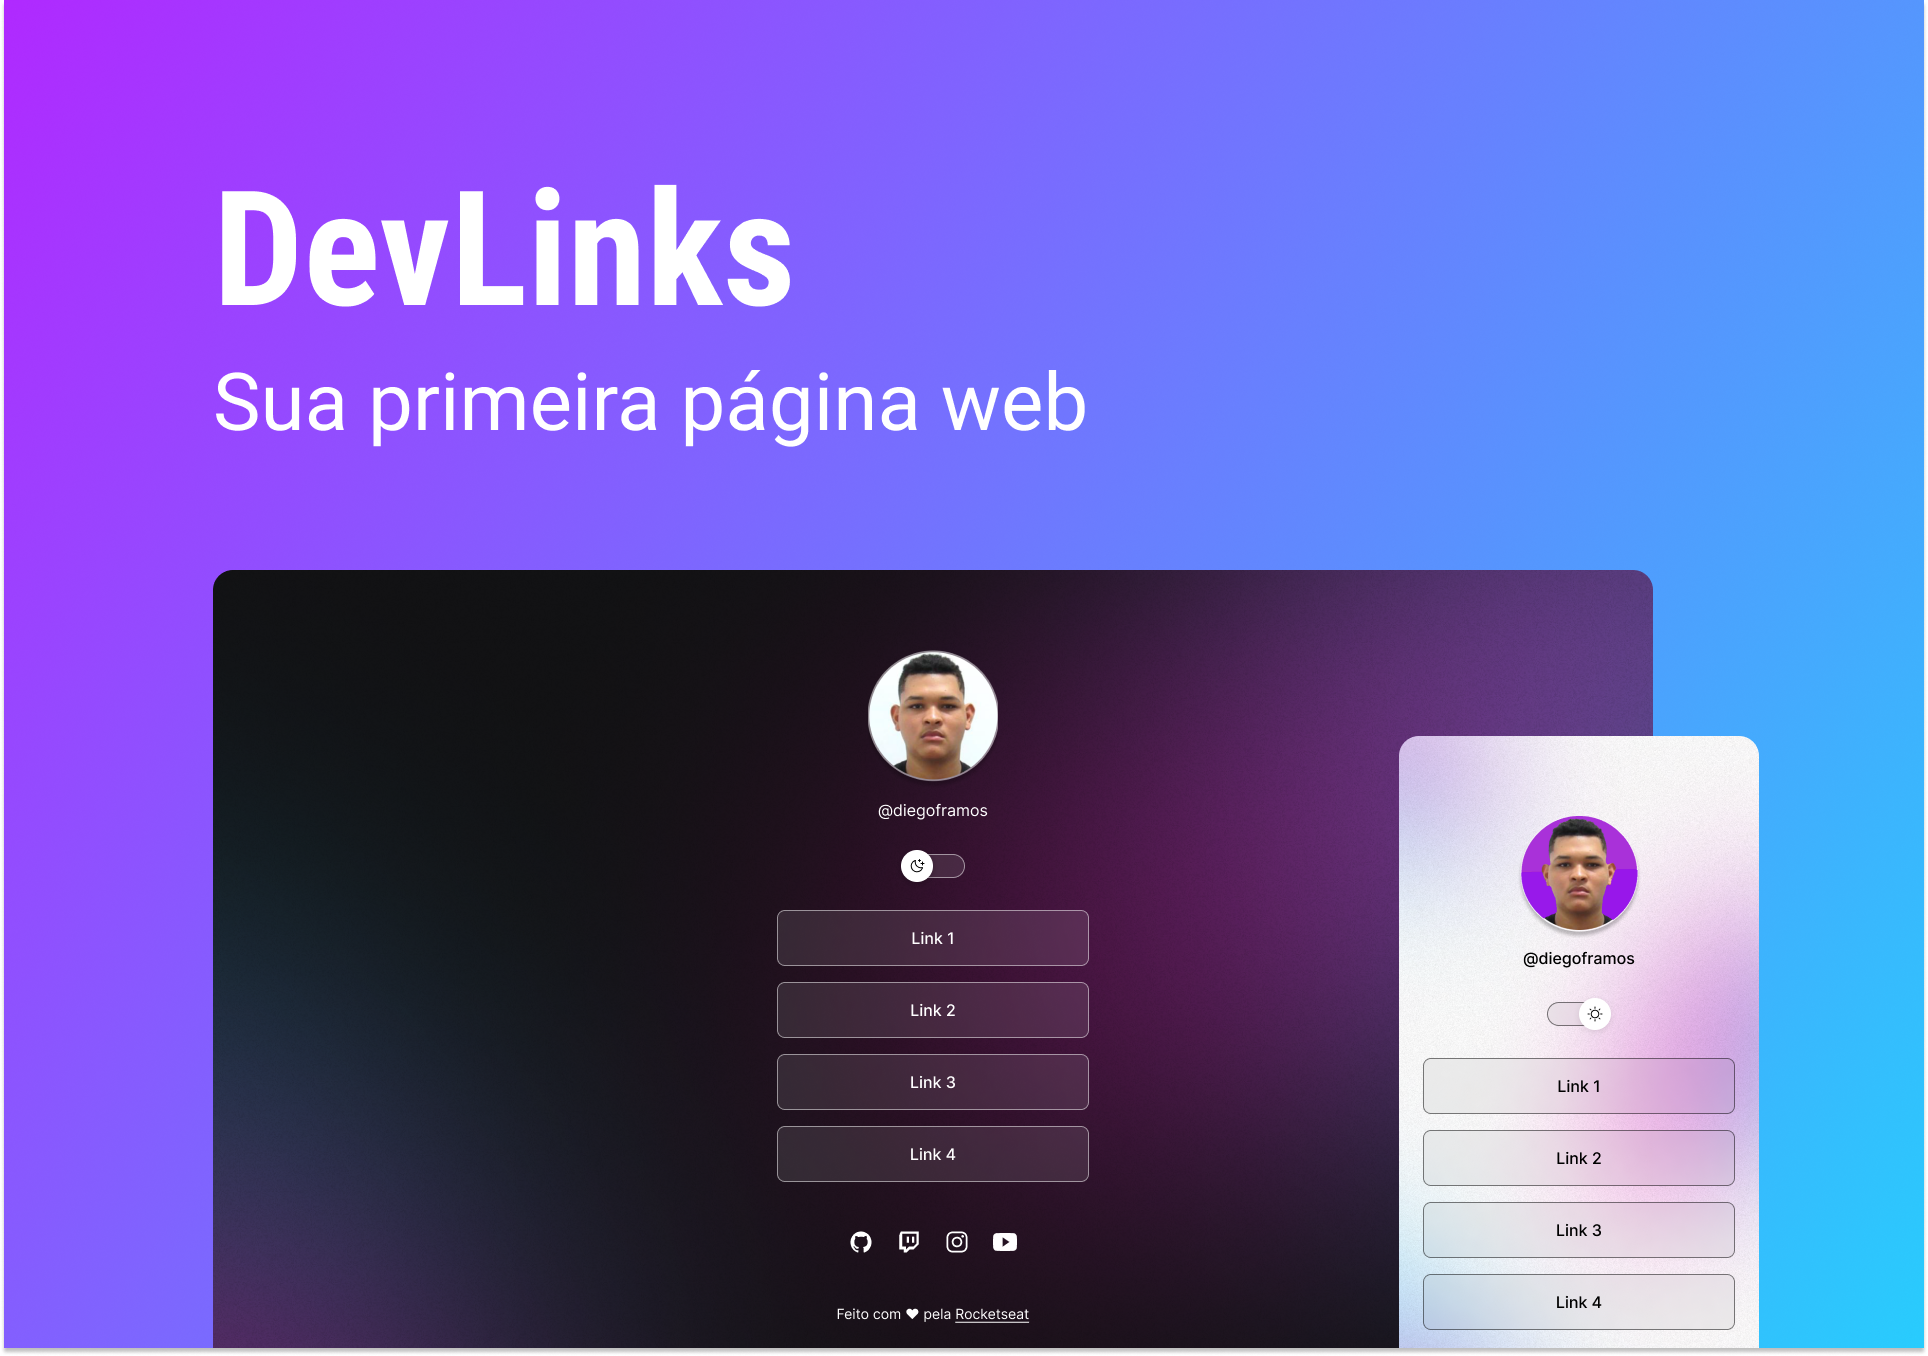 DevLinks
Sua primeira página web
@diegoframos
Link 1
Link 2
Link 3
Link 4
Feito com ♥ pela Rocketseat
@diegoframos
Link 1
Link 2
Link 3
Link 4